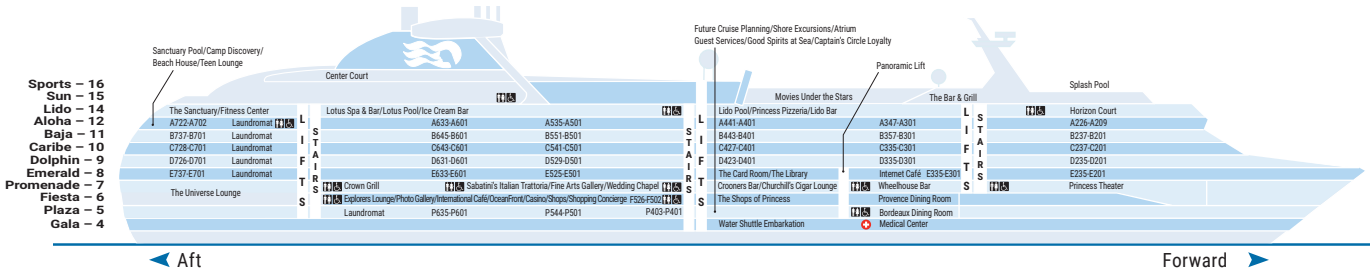 Future Cruise Planning/Shore Excursions/Atrium
Guest Services/Good Spirits at Sea/Captain's Circle Loyalty
Sanctuary Pool/Camp Discovery/
Beach House/Teen Lounge
Panoramic Lift
Center Court
Sports – 16
Splash Pool
Sun – 15
Movies Under the Stars
The Bar & Grill
Lido – 14
The Sanctuary/Fitness Center
Lotus Spa & Bar/Lotus Pool/Ice Cream Bar
Lido Pool/Princess Pizzeria/Lido Bar
Horizon Court
Aloha – 12
A722-A702 Laundromat
A633-A601
A535-A501
A441-A401
A347-A301
A226-A209
Baja – 11
B737-B701 Laundromat
B645-B601
B551-B501
B443-B401
B357-B301
B237-B201
Caribe – 10
C728-C701 Laundromat
C643-C601
C541-C501
C427-C401
C335-C301
C237-C201
Dolphin – 9
D726-D701 Laundromat
D631-D601
D529-D501
D423-D401
D335-D301
D235-D201
Emerald – 8
E737-E701 Laundromat
E633-E601
E525-E501
The Card Room/The Library
Internet Café E335-E301
E235-E201
Promenade – 7
The Universe Lounge
Crown Grill
Sabatini's Italian Trattoria/Fine Arts Gallery/Wedding Chapel
Crooners Bar/Churchill's Cigar Lounge
Wheelhouse Bar
Princess Theater
Fiesta – 6
Explorers Lounge/Photo Gallery/International Café/OceanFront/Casino/Shops/Shopping Concierge F526-F502
The Shops of Princess
Provence Dining Room
Plaza – 5
Laundromat
P635-P601
P544-P501
P403-P401
Bordeaux Dining Room
Gala – 4
Water Shuttle Embarkation
Medical Center
LIFTS
STAIRS
STAIRS
LIFTS
LIFTS
STAIRS
Aft
Forward